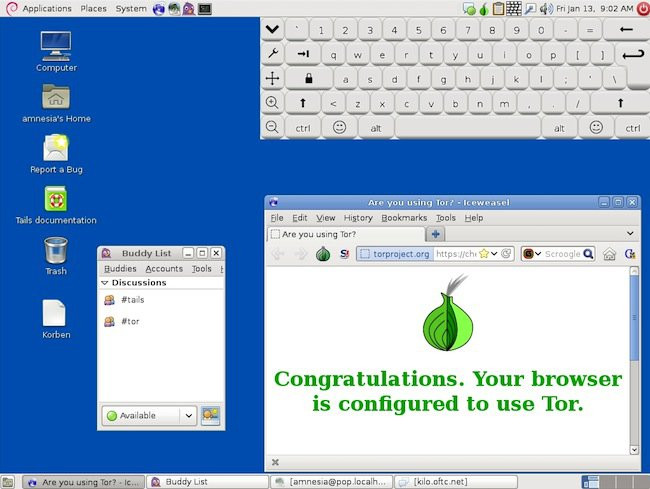 Applications Places System Fri Jan 13, 9:02 AM
Computer
amnesia's Home
Report a Bug
Tails documentation
Trash
Korben
` 1 2 3 4 5 6 7 8 9 0 - =
q w e r t y u i o p [ ]
a s d f g h j k l ; ' \
< z x c v b n m , . /
ctrl alt alt ctrl
Buddy List
Buddies Accounts Tools
Discussions
#tails
#tor
Available
Are you using Tor? - Iceweasel
File Edit View History Bookmarks Tools Help
Are you using Tor?
torproject.org https://che Scroogle
Congratulations. Your browser
is configured to use Tor.
Are you using Tor? - Ic... Buddy List [amnesia@pop.localh... [kilo.oftc.net]